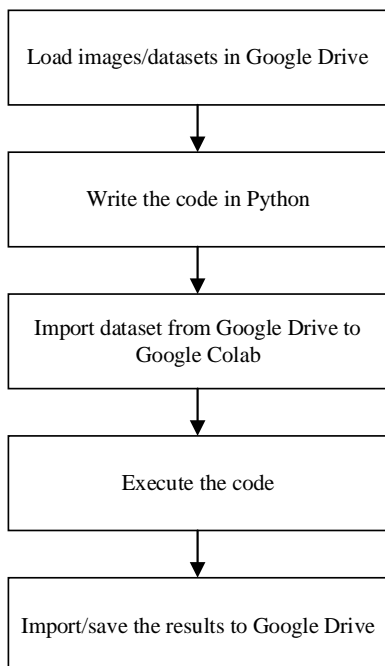 Load images/datasets in Google Drive
Write the code in Python
Import dataset from Google Drive to
Google Colab
Execute the code
Import/save the results to Google Drive